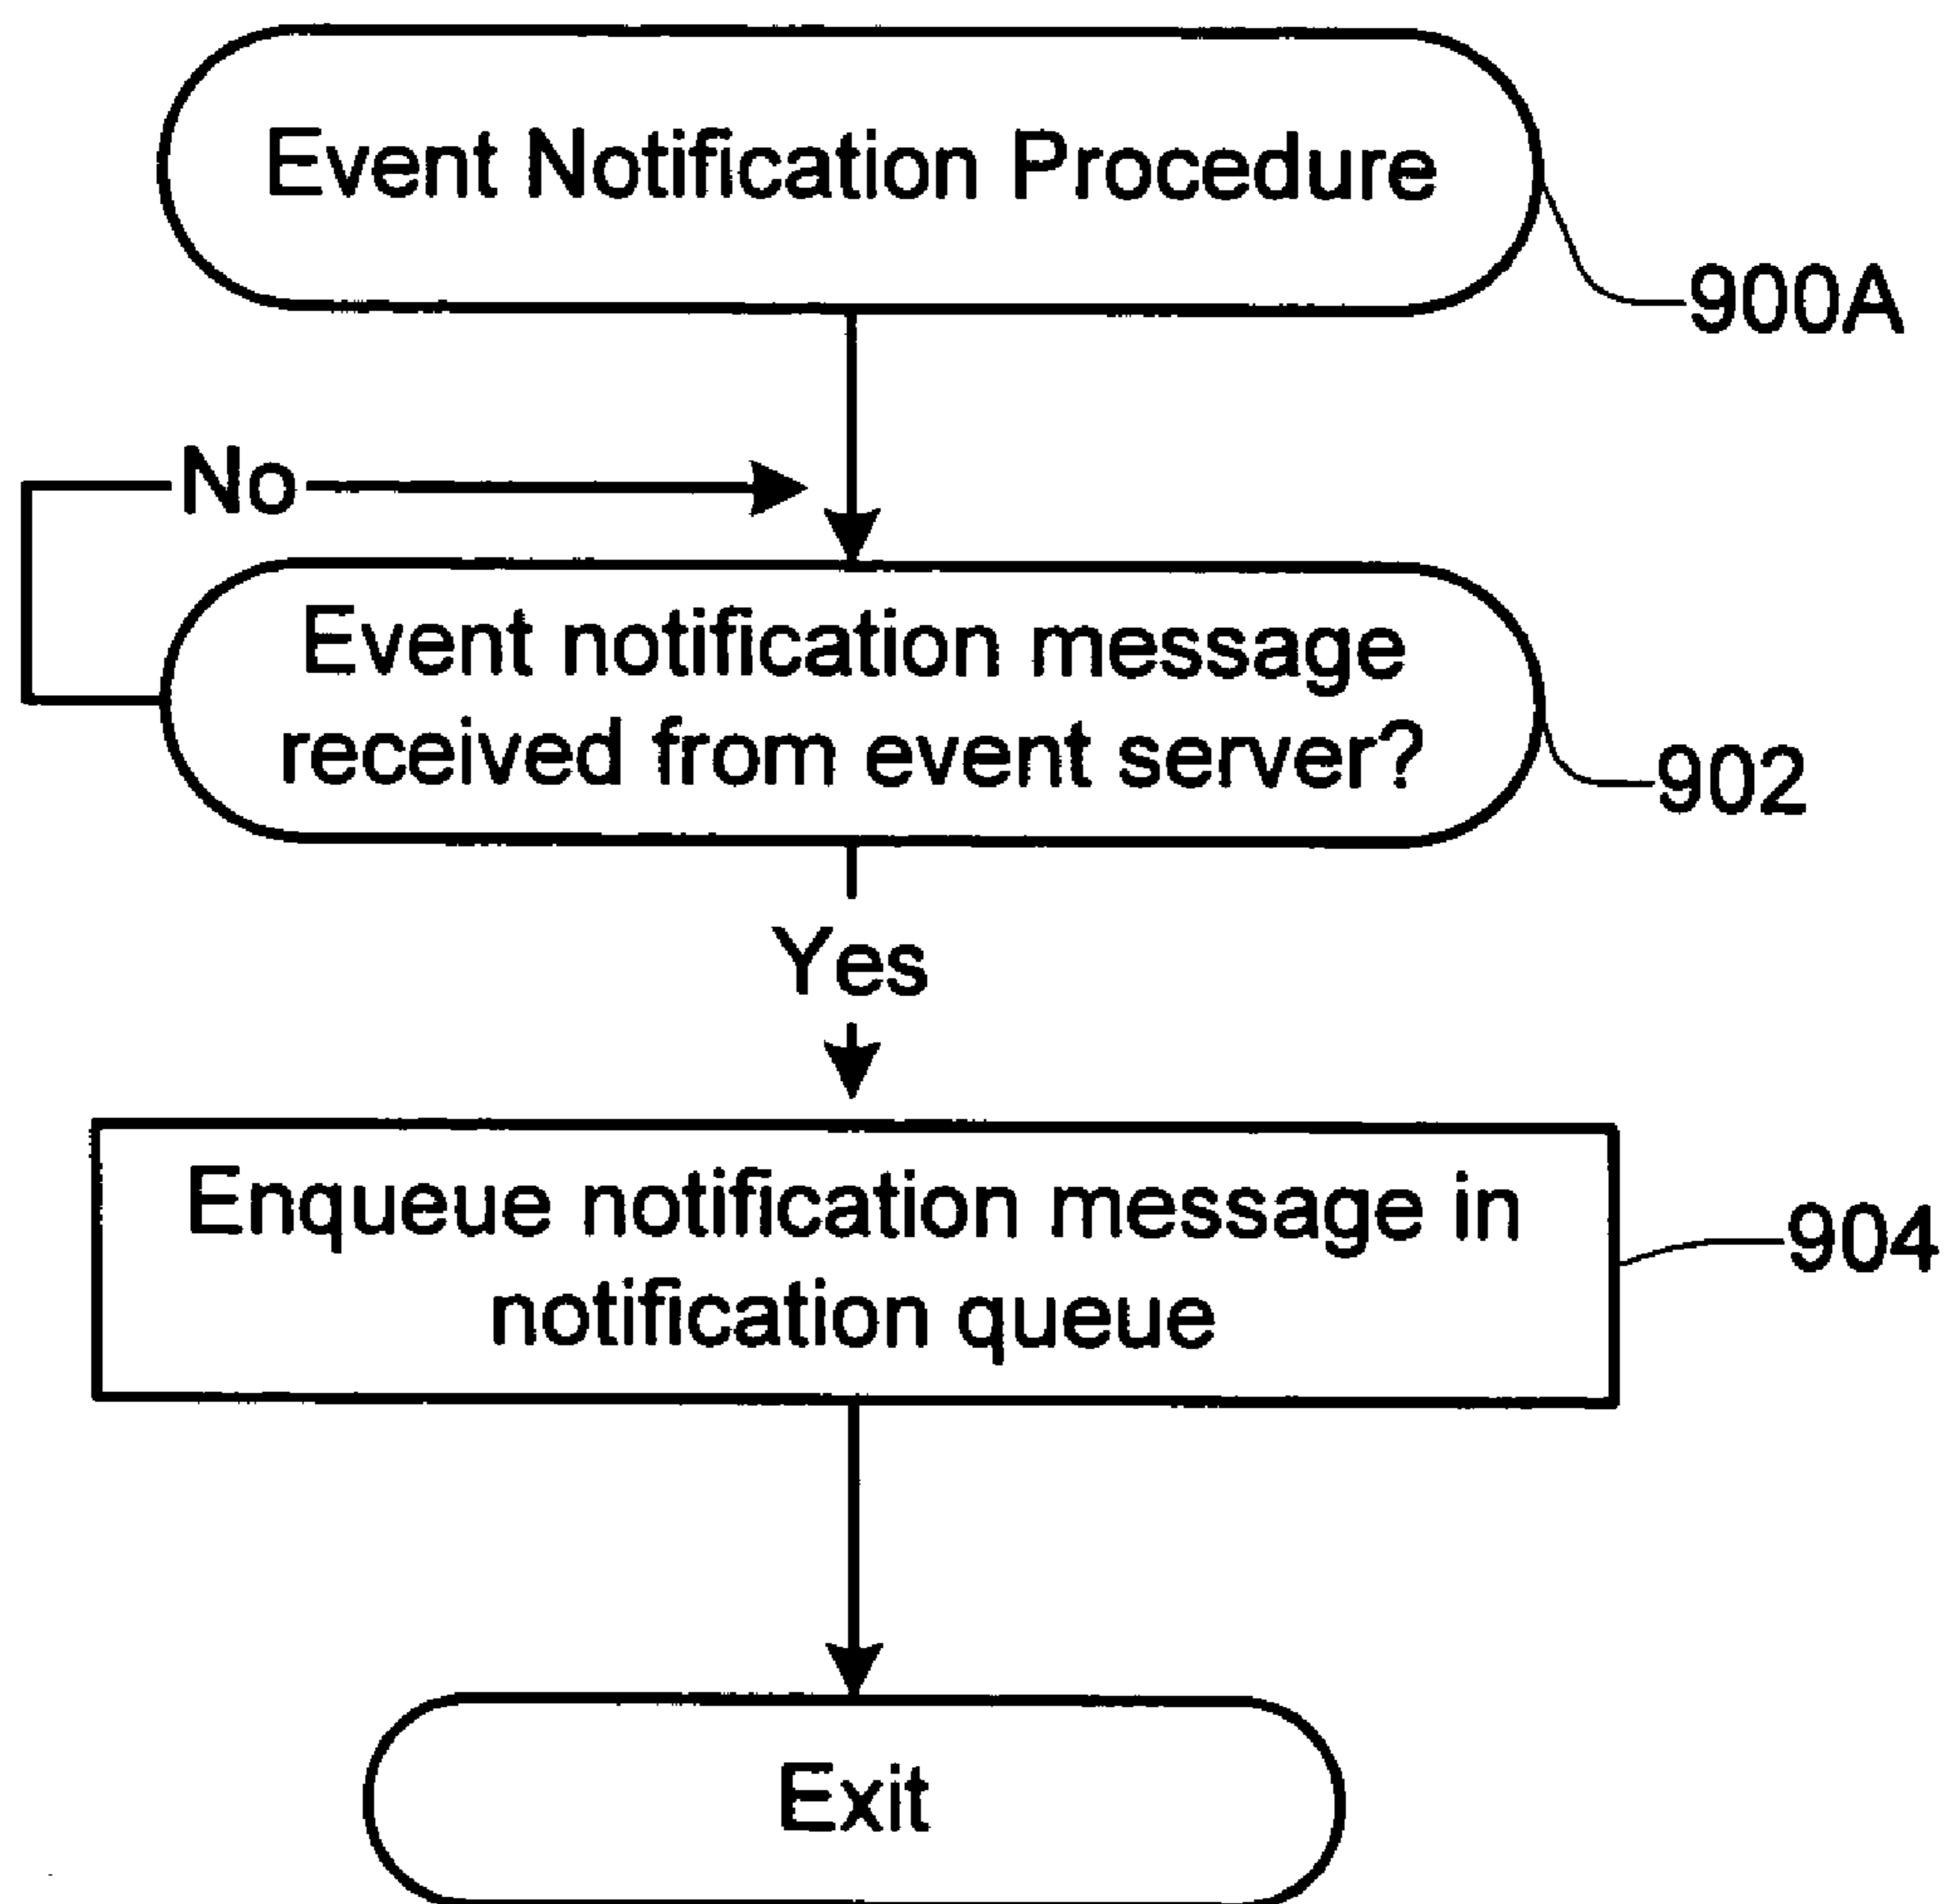 Event Notification Procedure
900A
No
Event notification message
received from event server?
902
Yes
Enqueue notification message in
notification queue
904
Exit